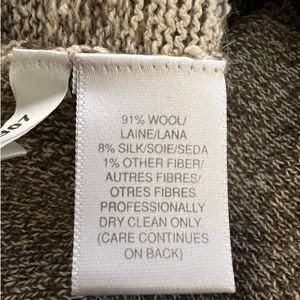 91% WOOL/
LAINE/LANA
8% SILK/SOIE/SEDA
1% OTHER FIBER/
AUTRES FIBRES/
OTRES FIBRES
PROFESSIONALLY
DRY CLEAN ONLY.
(CARE CONTINUES
ON BACK)